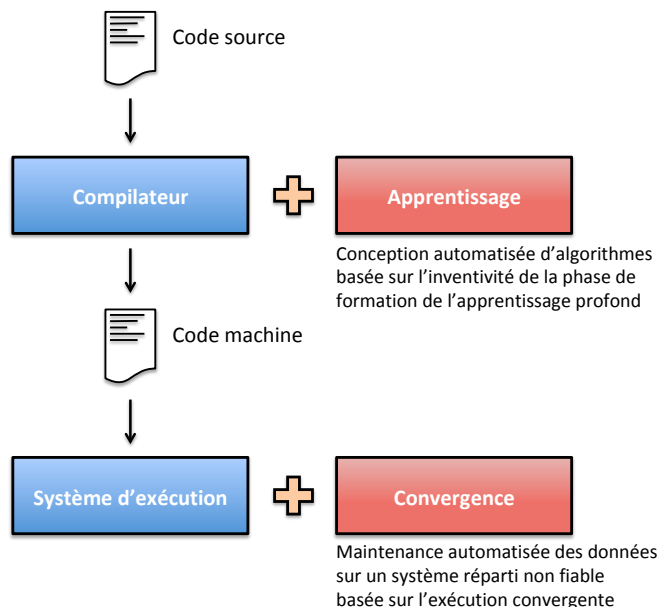 Code source
Compilateur
Apprentissage
Conception automatisée d’algorithmes
basée sur l’inventivité de la phase de
formation de l’apprentissage profond
Code machine
Système d’exécution
Convergence
Maintenance automatisée des données
sur un système réparti non fiable
basée sur l’exécution convergente